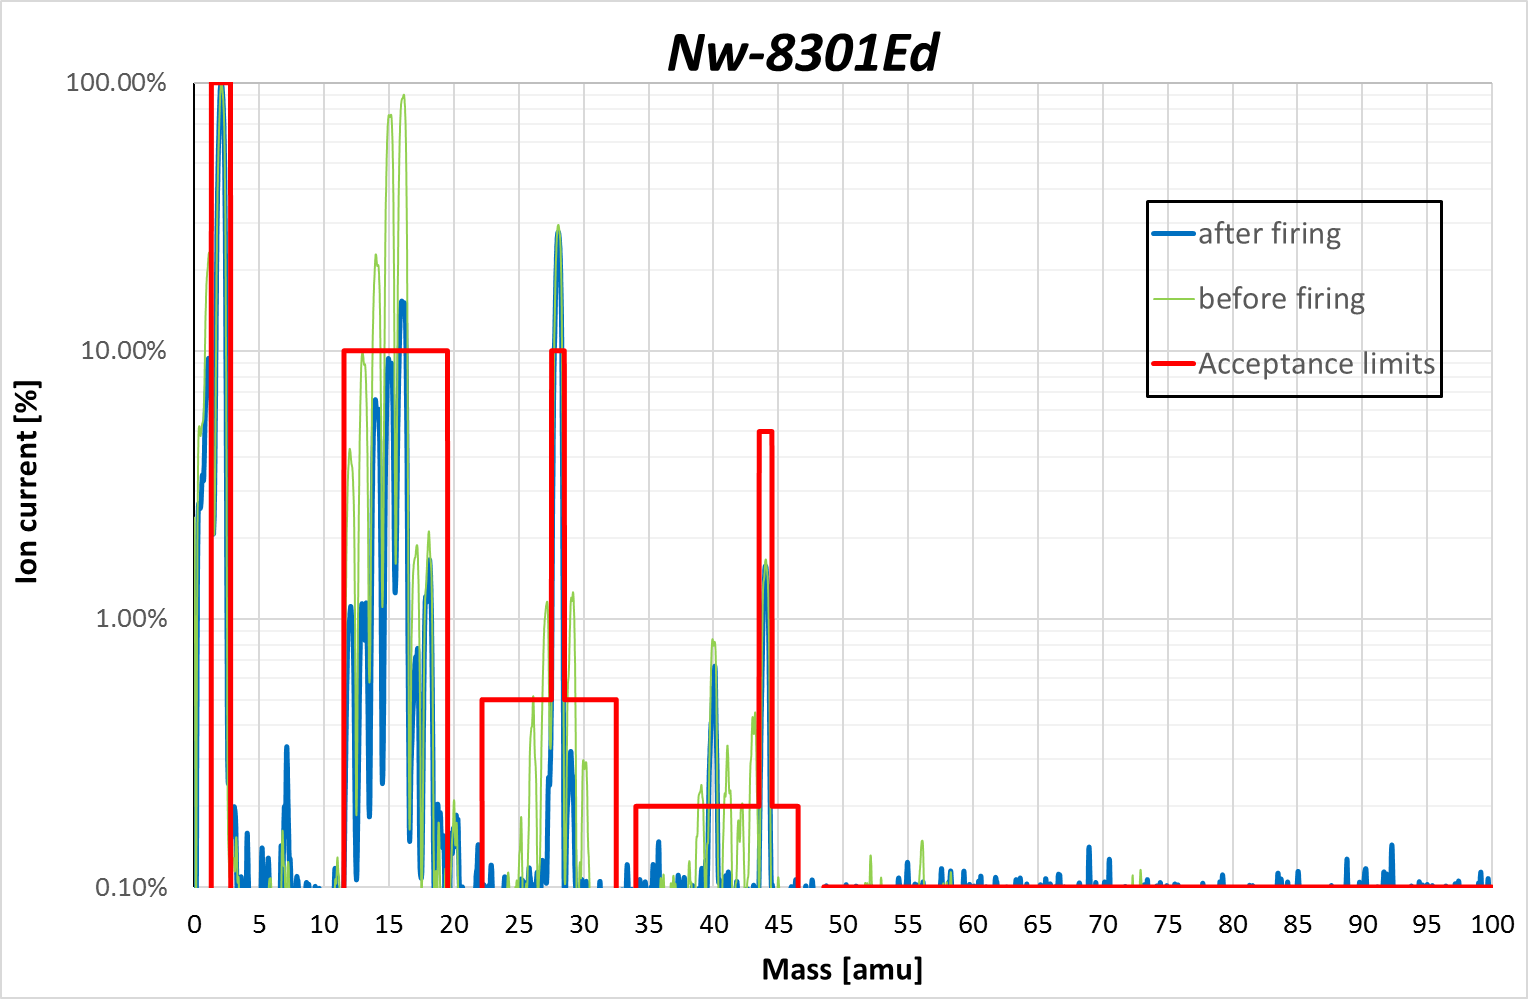 Nw-8301Ed
100.00%
10.00%
1.00%
0.10%
Ion current [%]
after firing
before firing
Acceptance limits
0 5 10 15 20 25 30 35 40 45 50 55 60 65 70 75 80 85 90 95 100
Mass [amu]